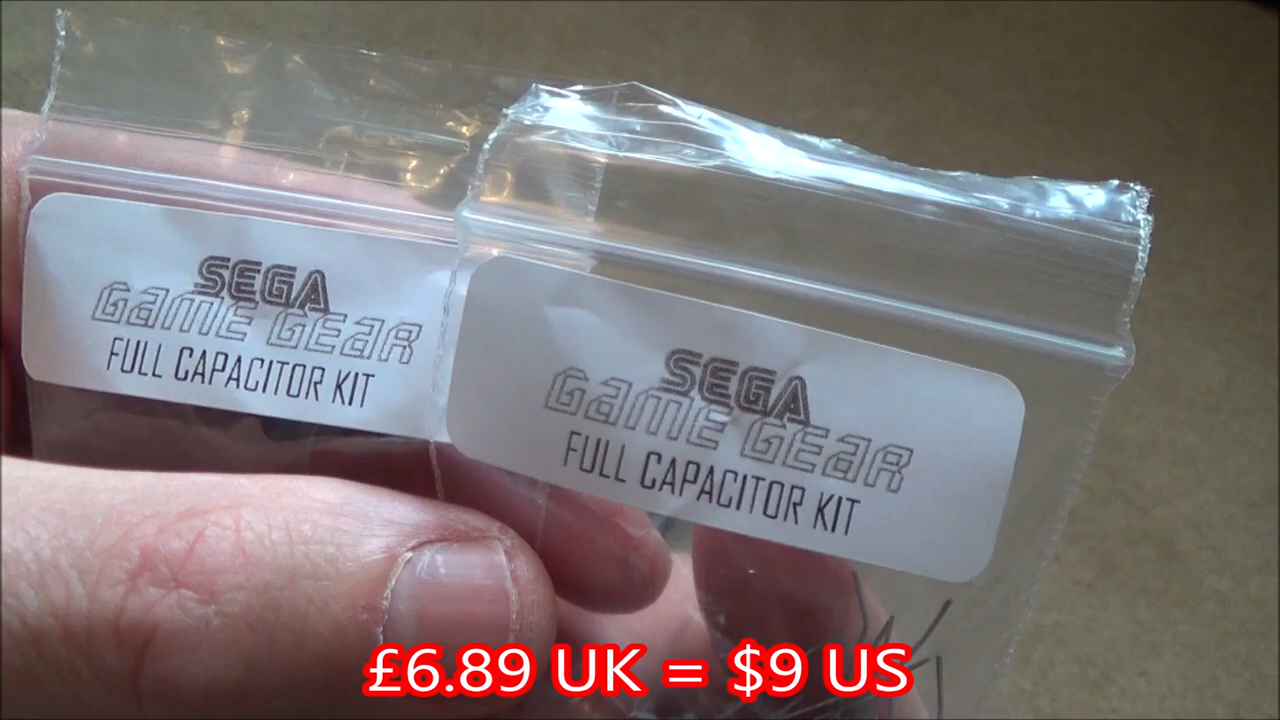 SEGA
GAME GEAR
FULL CAPACITOR KIT
SEGA
GAME GEAR
FULL CAPACITOR KIT
£6.89 UK = $9 US